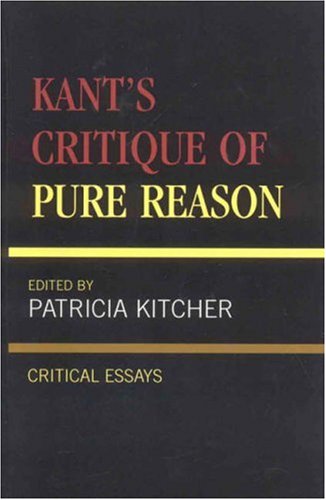 KANT'S
CRITIQUE OF
PURE REASON
EDITED BY
PATRICIA KITCHER
CRITICAL ESSAYS